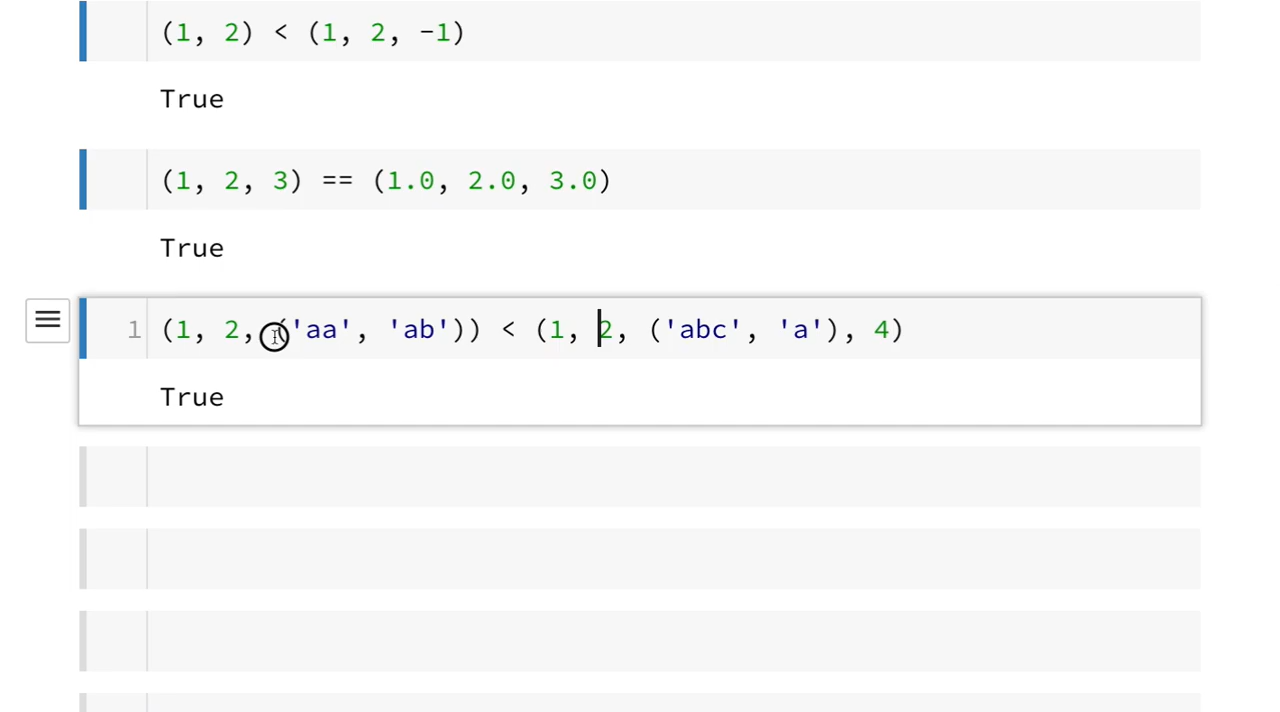 (1, 2) < (1, 2, -1)
True
(1, 2, 3) == (1.0, 2.0, 3.0)
True
1 (1, 2, ('aa', 'ab')) < (1, 2, ('abc', 'a'), 4)
True